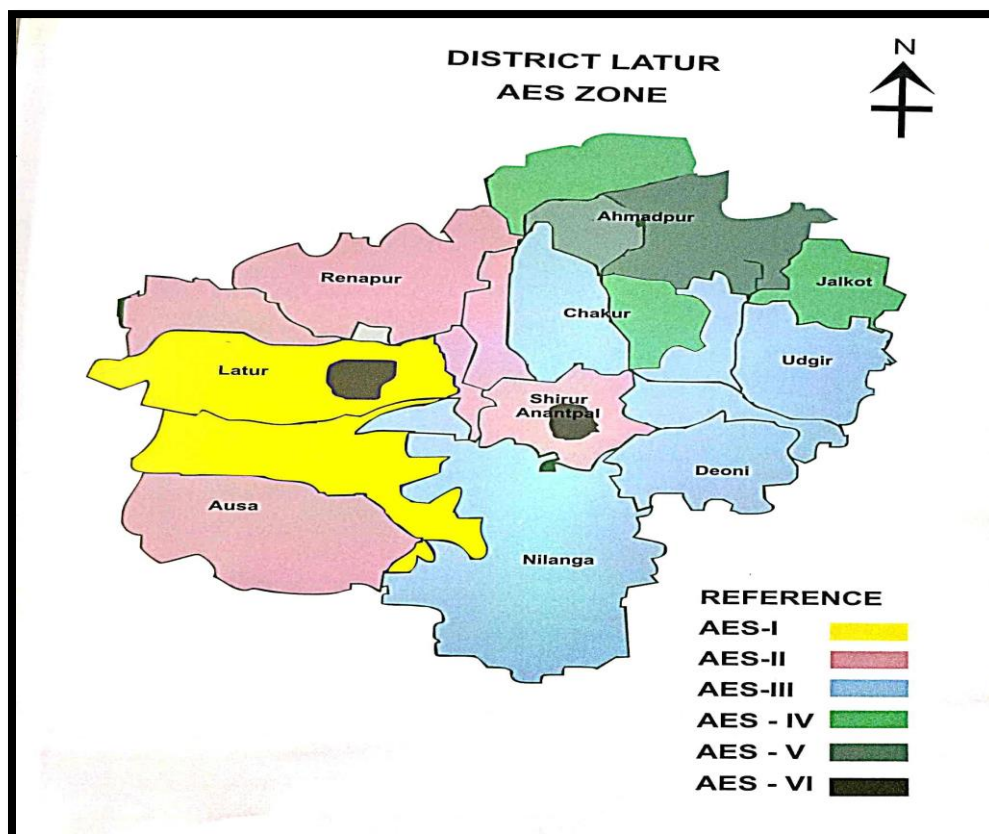 DISTRICT LATUR
AES ZONE
N
Ahmadpur
Renapur
Jalkot
Chakur
Udgir
Latur
Shirur
Anantpal
Deoni
Ausa
Nilanga
REFERENCE
AES-I
AES-II
AES-III
AES - IV
AES - V
AES - VI